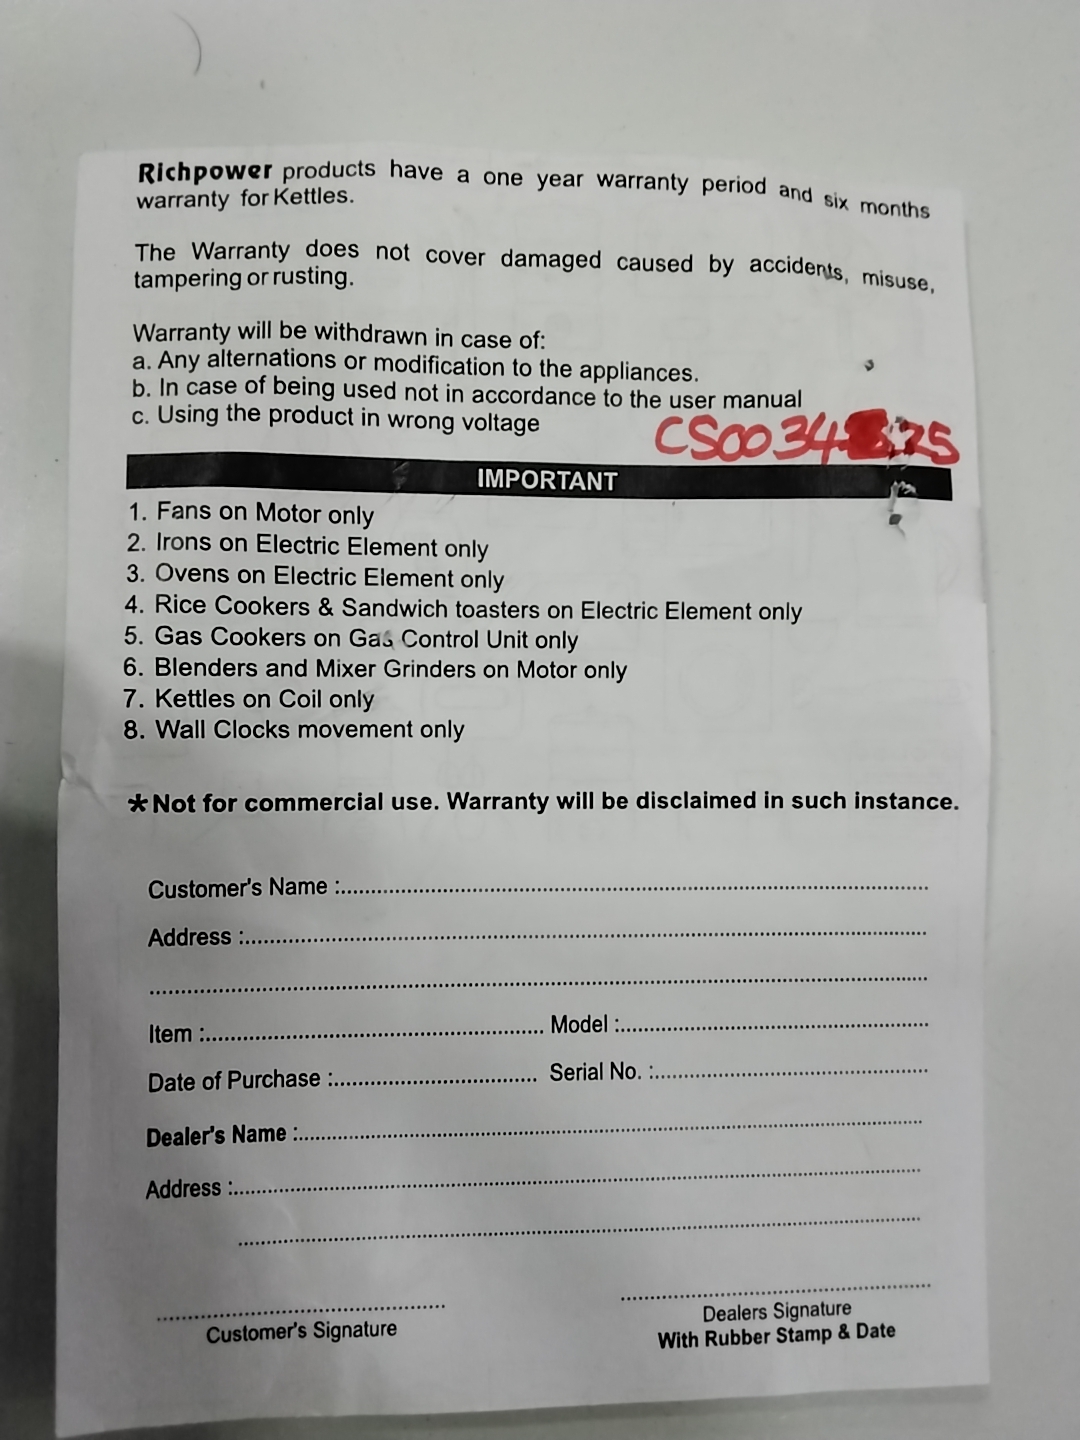 Richpower products have a one year warranty period and six months
warranty for Kettles.
The Warranty does not cover damaged caused by accidents, misuse,
tampering or rusting.
Warranty will be withdrawn in case of:
a. Any alternations or modification to the appliances.
b. In case of being used not in accordance to the user manual
c. Using the product in wrong voltage
IMPORTANT
1. Fans on Motor only
2. Irons on Electric Element only
3. Ovens on Electric Element only
4. Rice Cookers & Sandwich toasters on Electric Element only
5. Gas Cookers on Gas Control Unit only
6. Blenders and Mixer Grinders on Motor only
7. Kettles on Coil only
8. Wall Clocks movement only
*Not for commercial use. Warranty will be disclaimed in such instance.
Customer's Name :
Address :
Item : Model :
Date of Purchase : Serial No. :
Dealer's Name :
Address :
Customer's Signature
Dealers Signature
With Rubber Stamp & Date